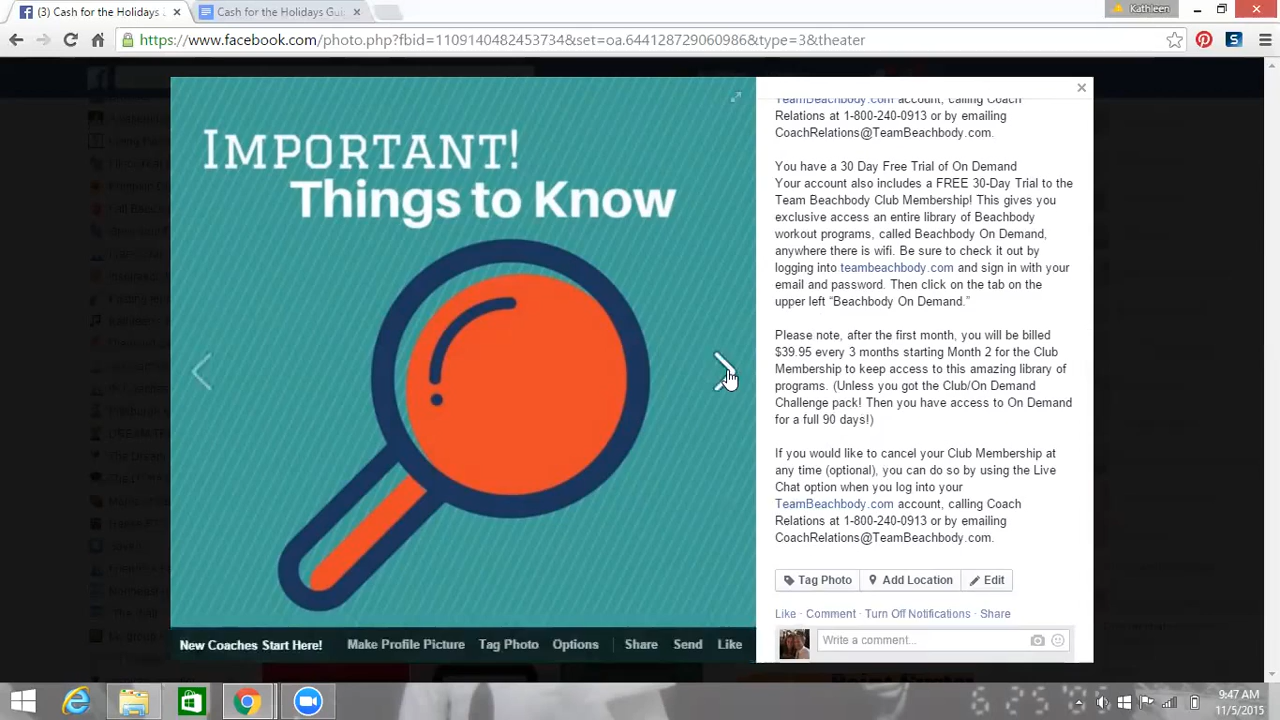 (3) Cash for the Holidays
Cash for the Holidays Gui
Kathleen
https://www.facebook.com/photo.php?fbid=1109140482453734&set=oa.644128729060986&type=3&theater
IMPORTANT!
Things to Know
TeamBeachbody.com account, calling Coach
Relations at 1-800-240-0913 or by emailing
CoachRelations@TeamBeachbody.com.
You have a 30 Day Free Trial of On Demand
Your account also includes a FREE 30-Day Trial to the
Team Beachbody Club Membership! This gives you
exclusive access an entire library of Beachbody
workout programs, called Beachbody On Demand,
anywhere there is wifi. Be sure to check it out by
logging into teambeachbody.com and sign in with your
email and password. Then click on the tab on the
upper left “Beachbody On Demand.”
Please note, after the first month, you will be billed
$39.95 every 3 months starting Month 2 for the Club
Membership to keep access to this amazing library of
programs. (Unless you got the Club/On Demand
Challenge pack! Then you have access to On Demand
for a full 90 days!)
If you would like to cancel your Club Membership at
any time (optional), you can do so by using the Live
Chat option when you log into your
TeamBeachbody.com account, calling Coach
Relations at 1-800-240-0913 or by emailing
CoachRelations@TeamBeachbody.com.
Tag Photo Add Location Edit
Like · Comment · Turn Off Notifications · Share
Write a comment...
New Coaches Start Here! Make Profile Picture Tag Photo Options Share Send Like
9:47 AM
11/5/2015